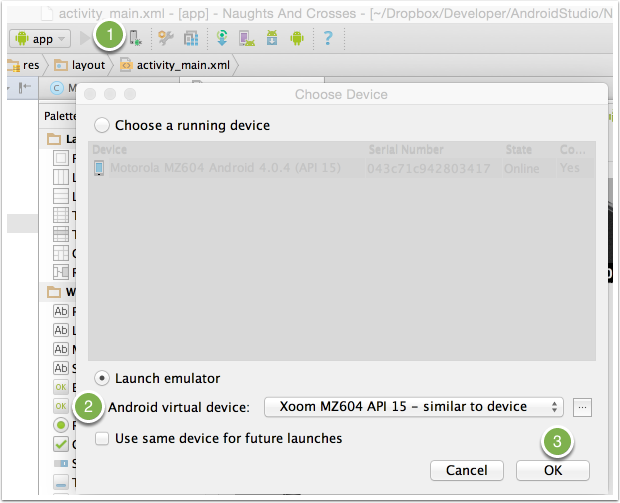 activity_main.xml - [app] - Naughts And Crosses - [~/Dropbox/Developer/AndroidStudio/N
app
1
?
res
layout
activity_main.xml
C M
Choose Device
Palette
Choose a running device
La
Device Serial Number State Co...
Motorola MZ604 Android 4.0.4 (API 15) 043c71c942803417 Online Yes
F
L
L
T
T
G
F
W
Ab P
Ab L
Ab M
Ab S
Launch emulator
OK B
2 Android virtual device: Xoom MZ604 API 15 – similar to device ...
OK
R
Use same device for future launches
C
3
S
Cancel OK
T